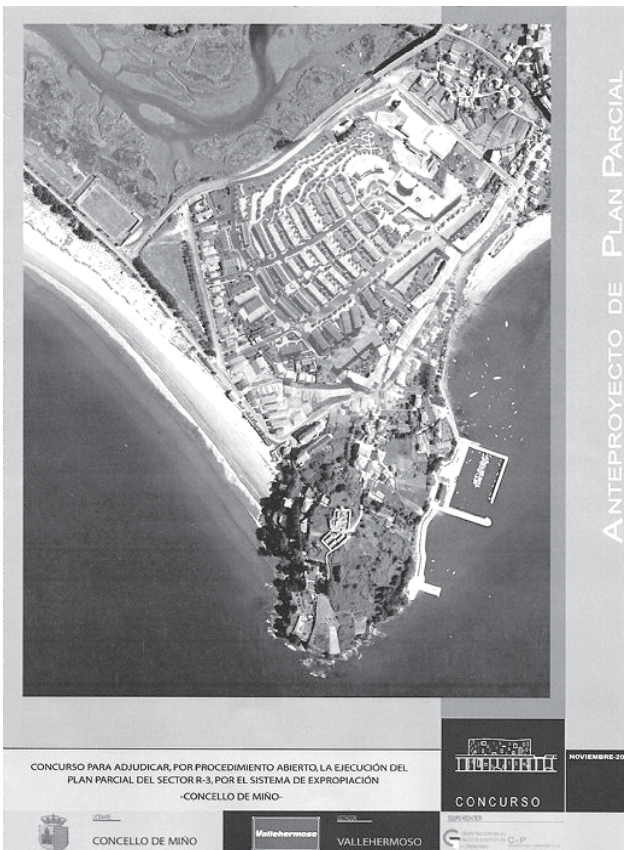 ANTEPROYECTO DE PLAN PARCIAL
CONCURSO PARA ADJUDICAR, POR PROCEDIMIENTO ABIERTO, LA EJECUCIÓN DEL
PLAN PARCIAL DEL SECTOR R-3, POR EL SISTEMA DE EXPROPIACIÓN
-CONCELLO DE MIÑO-
CONCURSO
NOVIEMBRE-20
CONCELLO DE MIÑO
Vallehermoso
VALLEHERMOSO
C+P